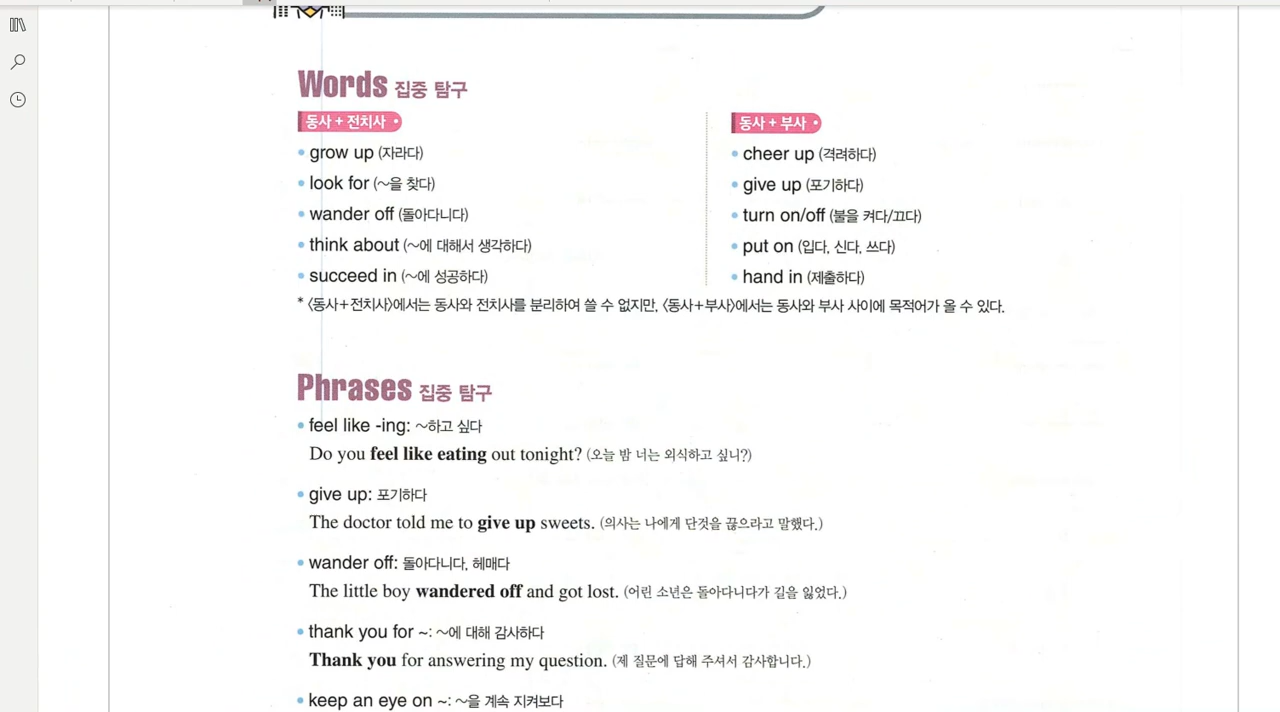 Words 집중 탐구
동사 + 전치사
• grow up (자라다)
• look for (~을 찾다)
• wander off (돌아다니다)
• think about (~에 대해서 생각하다)
• succeed in (~에 성공하다)
동사 + 부사
• cheer up (격려하다)
• give up (포기하다)
• turn on/off (불을 켜다/끄다)
• put on (입다, 신다, 쓰다)
• hand in (제출하다)
* 〈동사+전치사〉에서는 동사와 전치사를 분리하여 쓸 수 없지만, 〈동사+부사〉에서는 동사와 부사 사이에 목적어가 올 수 있다.
Phrases 집중 탐구
• feel like -ing: ~하고 싶다
Do you feel like eating out tonight? (오늘 밤 너는 외식하고 싶니?)
• give up: 포기하다
The doctor told me to give up sweets. (의사는 나에게 단것을 끊으라고 말했다.)
• wander off: 돌아다니다, 헤매다
The little boy wandered off and got lost. (어린 소년은 돌아다니다가 길을 잃었다.)
• thank you for ~: ~에 대해 감사하다
Thank you for answering my question. (제 질문에 답해 주셔서 감사합니다.)
• keep an eye on ~: ~을 계속 지켜보다